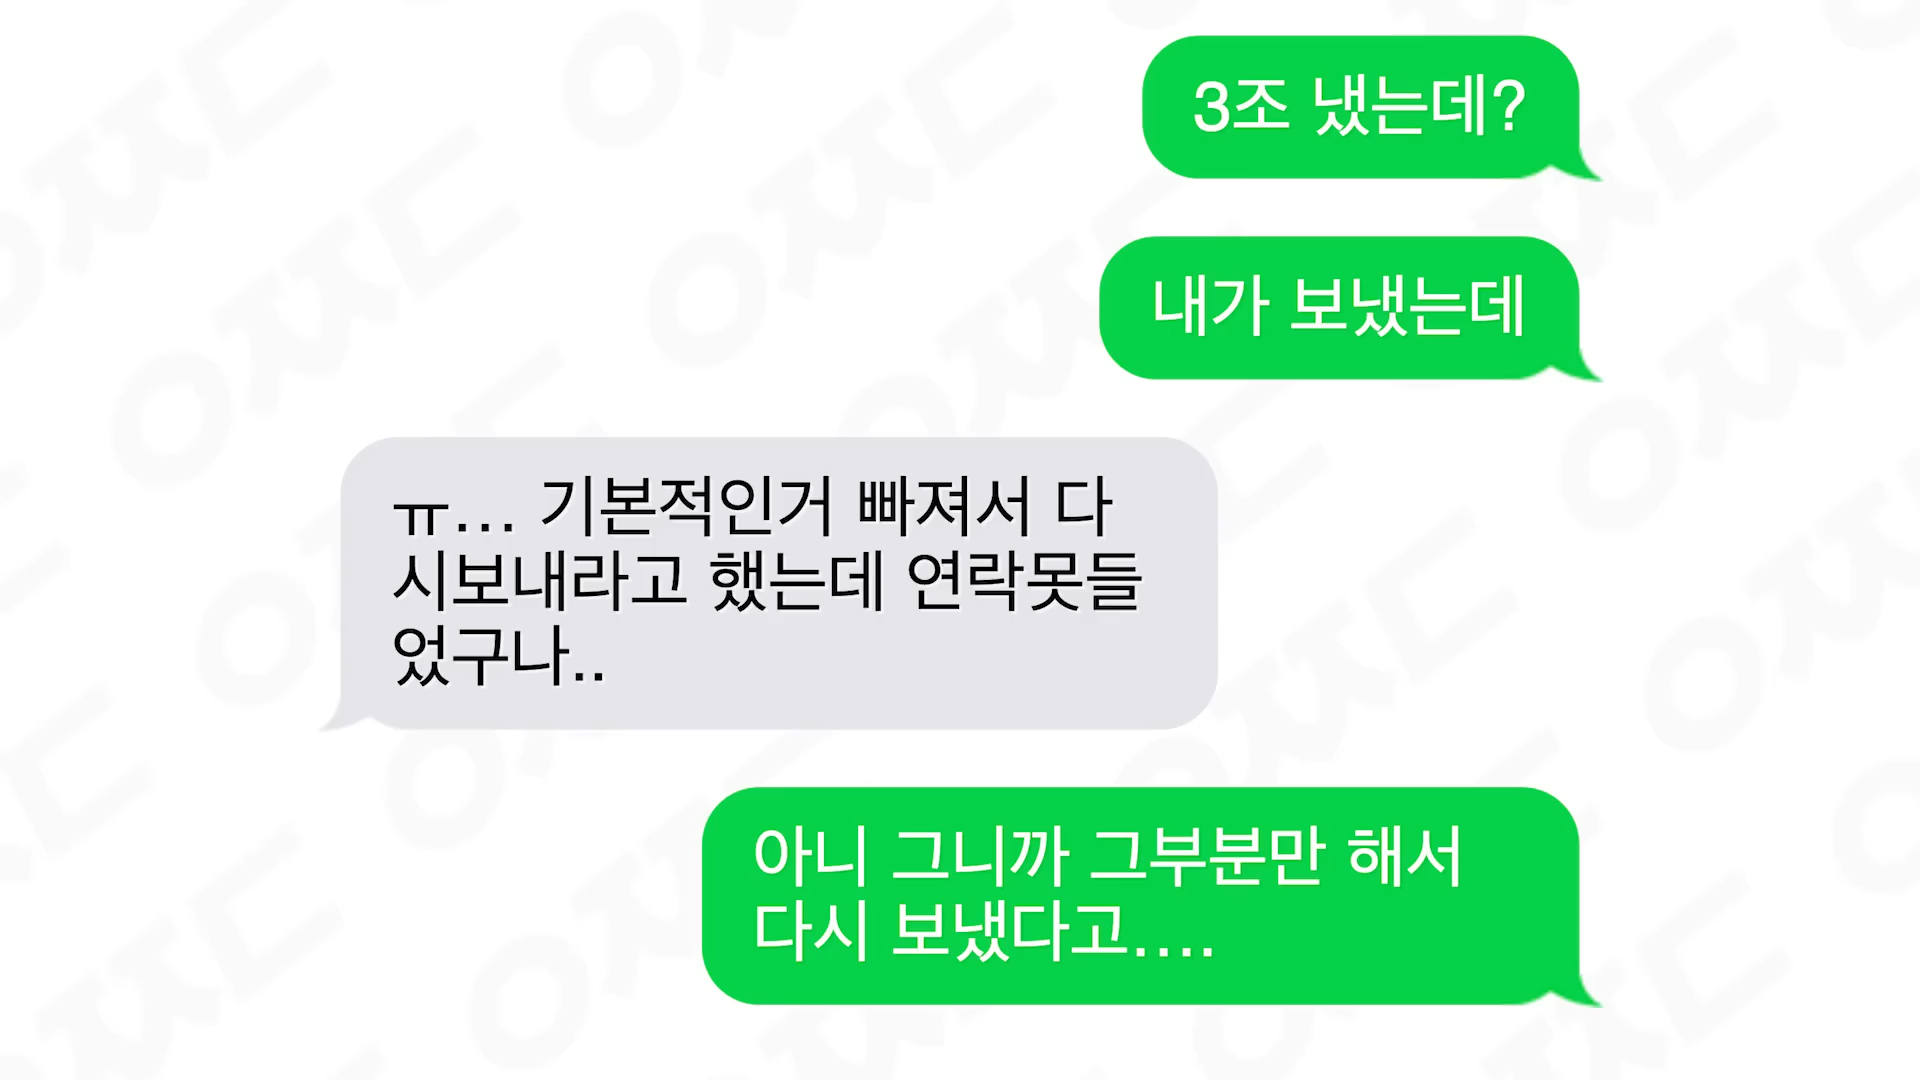 3조 냈는데?
내가 보냈는데
ㅠ... 기본적인거 빠져서 다
시보내라고 했는데 연락못들
었구나..
아니 그니까 그부분만 해서
다시 보냈다고....